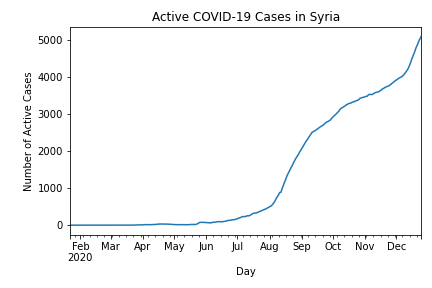 Active COVID-19 Cases in Syria
Number of Active Cases
5000
4000
3000
2000
1000
0
Feb Mar Apr May Jun Jul Aug Sep Oct Nov Dec
2020
Day